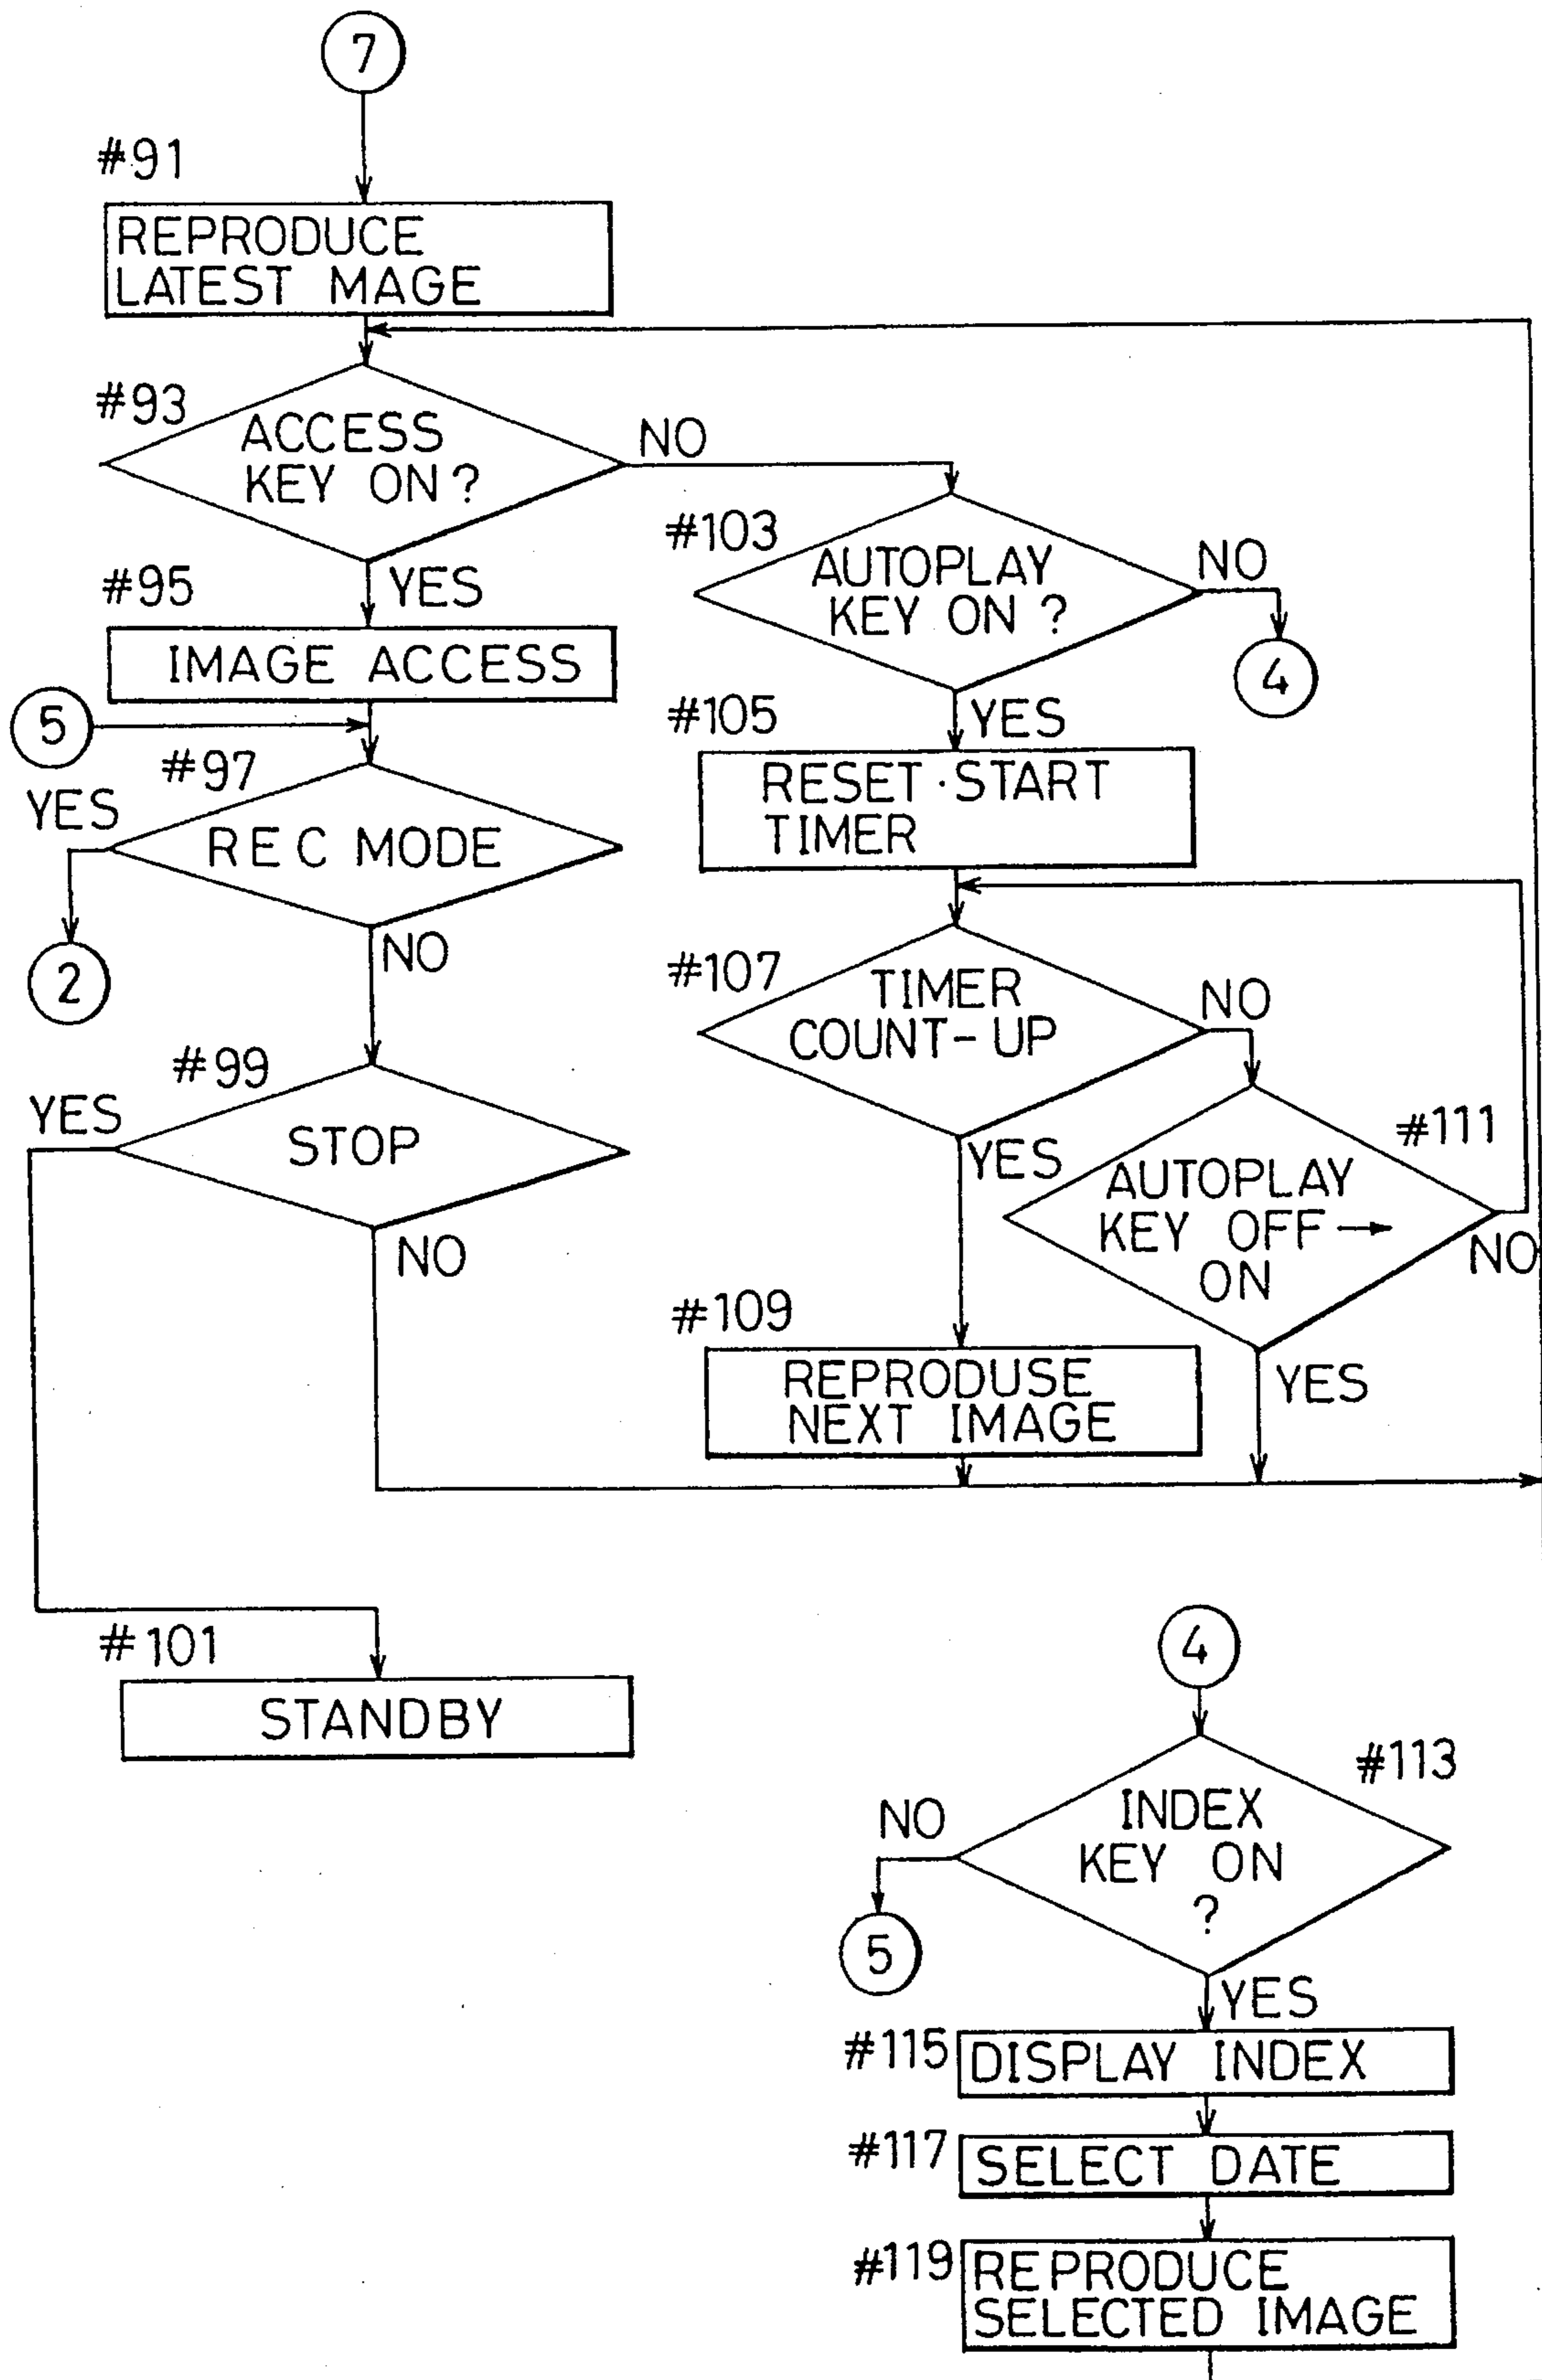 7
#91
REPRODUCE
LATEST MAGE
#93
ACCESS
KEY ON?
NO
YES
#95
IMAGE ACCESS
5
#97
YES
REC MODE
2
NO
#99
YES
STOP
NO
#101
STANDBY
#103
AUTOPLAY
KEY ON ?
NO
4
YES
#105
RESET·START
TIMER
#107
TIMER
COUNT-UP
NO
YES
#111
AUTOPLAY
KEY OFF→
ON
NO
YES
#109
REPRODUSE
NEXT IMAGE
4
#113
INDEX
KEY ON
?
NO
5
YES
#115
DISPLAY INDEX
#117
SELECT DATE
#119
REPRODUCE
SELECTED IMAGE